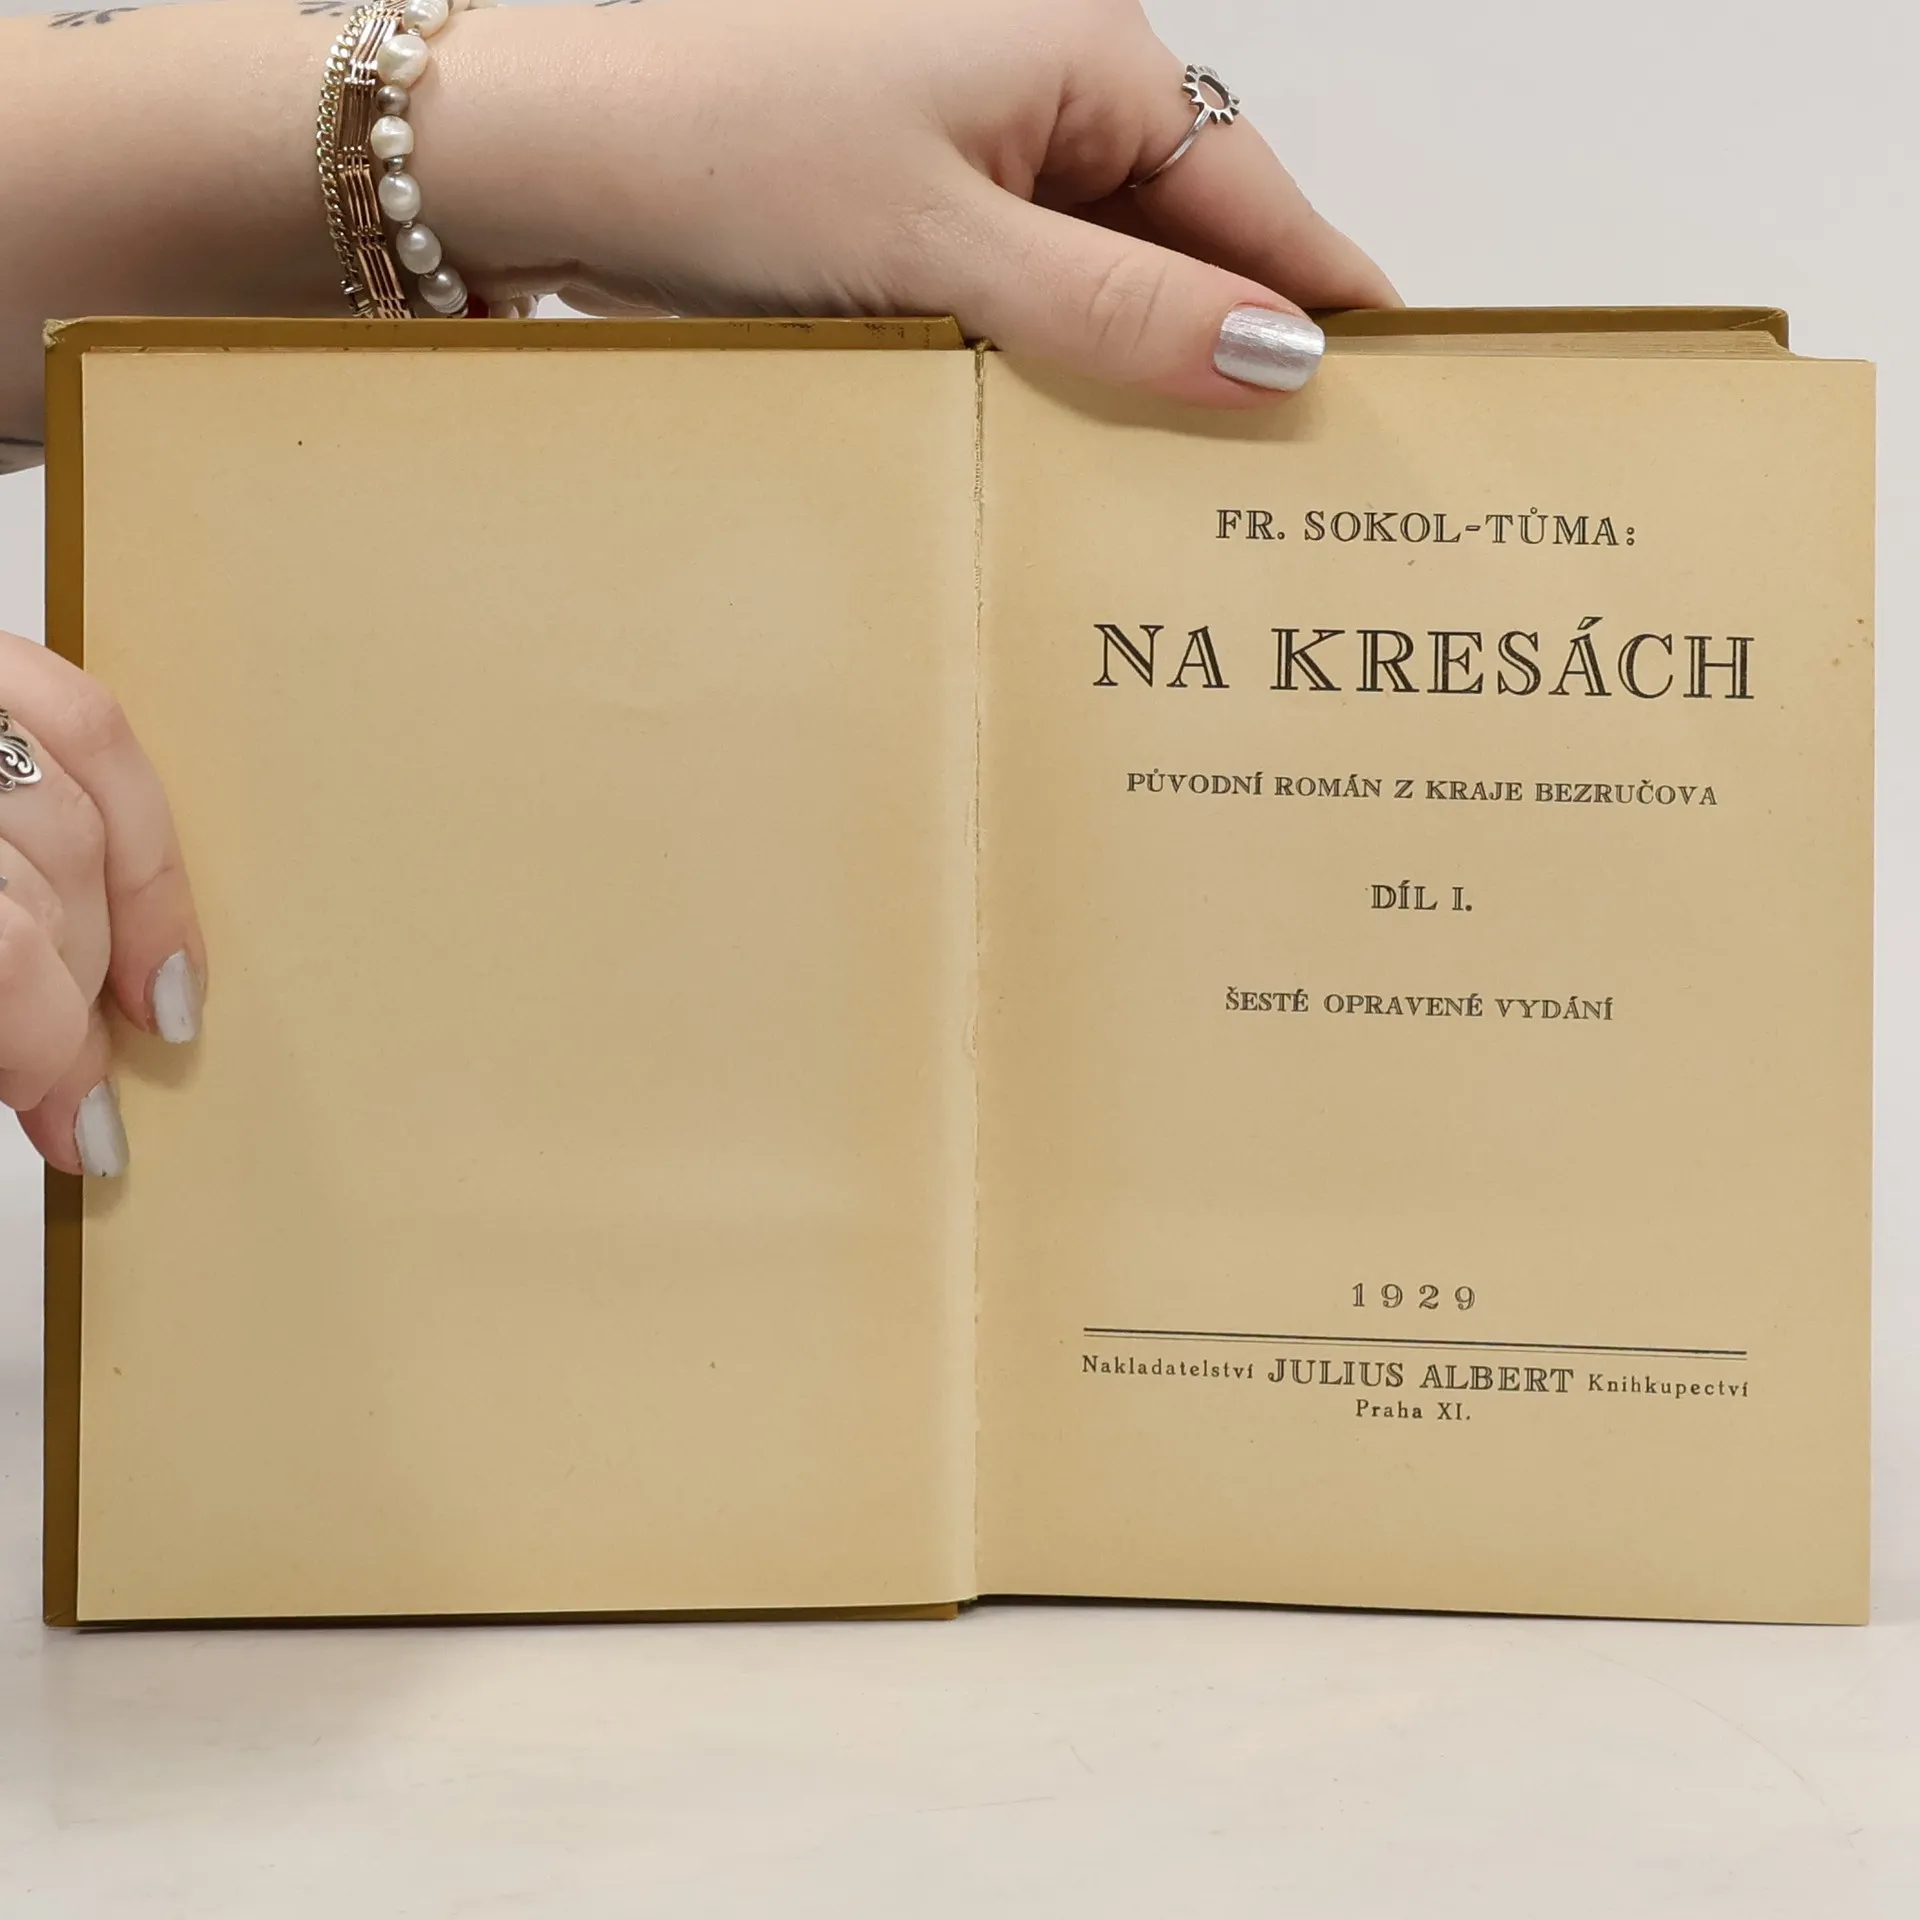 FR. SOKOL-TŮMA:
NA KRESÁCH
PŮVODNÍ ROMÁN Z KRAJE BEZRUČOVA
DÍL I.
ŠESTÉ OPRAVENÉ VYDÁNÍ
1929
Nakladatelství JULIUS ALBERT Knihkupectví
Praha XI.